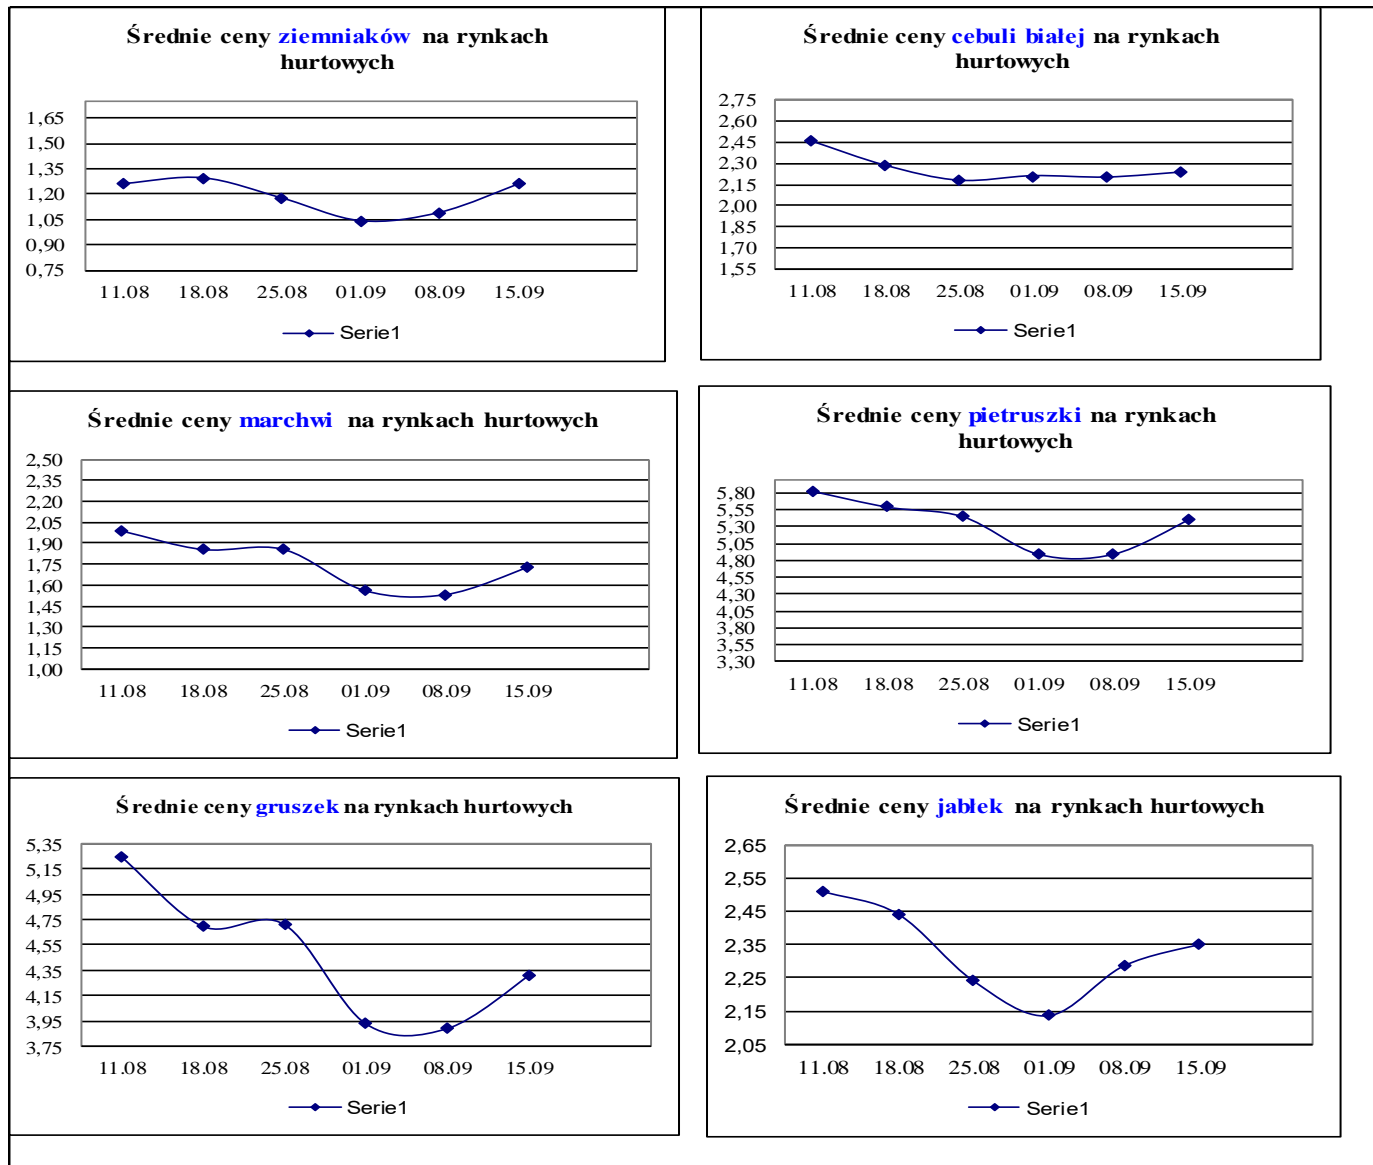 Średnie ceny ziemniaków na rynkach
hurtowych
1,65
1,50
1,35
1,20
1,05
0,90
0,75
11.08 18.08 25.08 01.09 08.09 15.09
Serie1
Średnie ceny cebuli białej na rynkach
hurtowych
2,75
2,60
2,45
2,30
2,15
2,00
1,85
1,70
1,55
11.08 18.08 25.08 01.09 08.09 15.09
Serie1
Średnie ceny marchwi na rynkach hurtowych
2,50
2,35
2,20
2,05
1,90
1,75
1,60
1,45
1,30
1,15
1,00
11.08 18.08 25.08 01.09 08.09 15.09
Serie1
Średnie ceny pietruszki na rynkach
hurtowych
5,80
5,55
5,30
5,05
4,80
4,55
4,30
4,05
3,80
3,55
3,30
11.08 18.08 25.08 01.09 08.09 15.09
Serie1
Średnie ceny gruszek na rynkach hurtowych
5,35
5,15
4,95
4,75
4,55
4,35
4,15
3,95
3,75
11.08 18.08 25.08 01.09 08.09 15.09
Serie1
Średnie ceny jabłek na rynkach hurtowych
2,65
2,55
2,45
2,35
2,25
2,15
2,05
11.08 18.08 25.08 01.09 08.09 15.09
Serie1